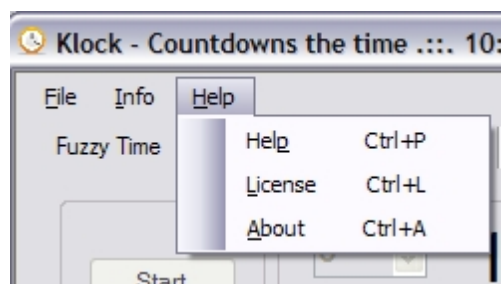 Klock - Countdowns the time .::. 10:
File Info Help
Fuzzy Time
Help Ctrl+P
License Ctrl+L
About Ctrl+A
Start